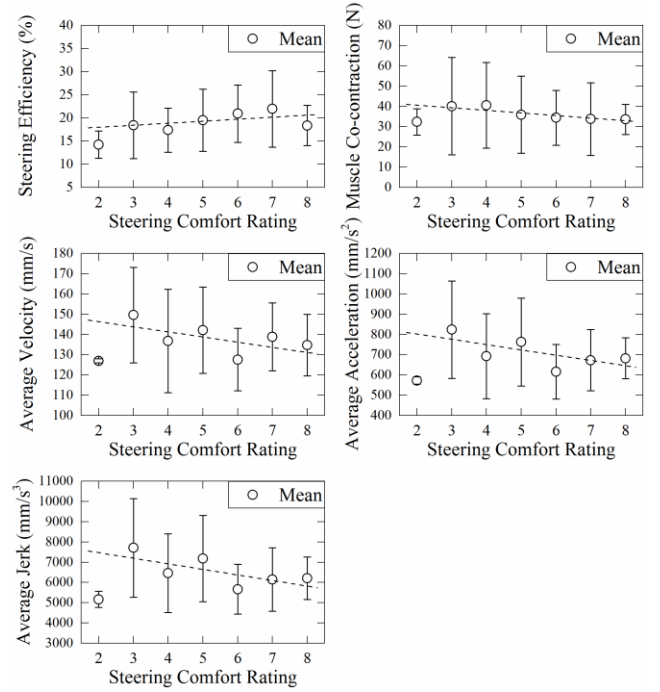 Steering Efficiency (%)
40
35
30
25
20
15
10
5
Mean
2 3 4 5 6 7 8
Steering Comfort Rating
Muscle Co-contraction (N)
80
70
60
50
40
30
20
10
0
Mean
2 3 4 5 6 7 8
Steering Comfort Rating
Average Velocity (mm/s)
180
170
160
150
140
130
120
110
100
Mean
2 3 4 5 6 7 8
Steering Comfort Rating
Average Acceleration (mm/s²)
1200
1100
1000
900
800
700
600
500
400
Mean
2 3 4 5 6 7 8
Steering Comfort Rating
Average Jerk (mm/s³)
11000
10000
9000
8000
7000
6000
5000
4000
3000
Mean
2 3 4 5 6 7 8
Steering Comfort Rating